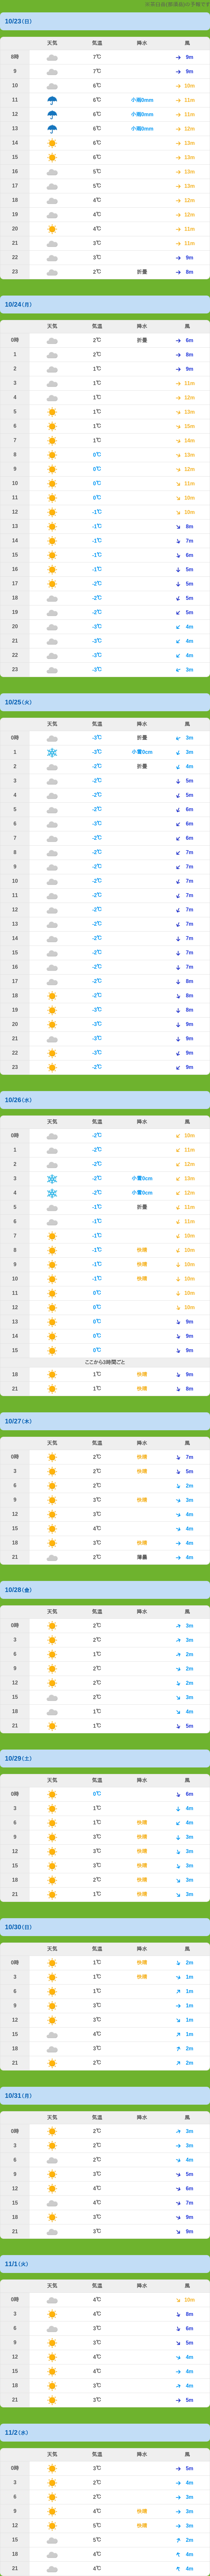 10/23(日)
天気 気温 降水 風
8時 7℃ 9m
9 7℃ 9m
10 6℃ 10m
11 6℃ 小雨0mm 11m
12 6℃ 小雨0mm 11m
13 6℃ 小雨0mm 12m
14 6℃ 13m
15 6℃ 13m
16 5℃ 13m
17 5℃ 13m
18 4℃ 12m
19 4℃ 12m
20 4℃ 11m
21 3℃ 11m
22 3℃ 9m
23 2℃ 折曇 8m
10/24(月)
天気 気温 降水 風
0時 2℃ 折曇 6m
1 2℃ 8m
2 1℃ 9m
3 1℃ 11m
4 1℃ 12m
5 1℃ 13m
6 1℃ 15m
7 1℃ 14m
8 0℃ 13m
9 0℃ 12m
10 0℃ 11m
11 0℃ 10m
12 -1℃ 10m
13 -1℃ 8m
14 -1℃ 7m
15 -1℃ 6m
16 -1℃ 5m
17 -2℃ 5m
18 -2℃ 5m
19 -2℃ 5m
20 -3℃ 4m
21 -3℃ 4m
22 -3℃ 4m
23 -3℃ 3m
10/25(火)
天気 気温 降水 風
0時 -3℃ 折曇 3m
1 -3℃ 小雪0cm 3m
2 -3℃ 折曇 4m
3 -2℃ 5m
4 -2℃ 5m
5 -2℃ 6m
6 -3℃ 6m
7 -2℃ 6m
8 -2℃ 7m
9 -2℃ 7m
10 -2℃ 7m
11 -2℃ 7m
12 -2℃ 7m
13 -2℃ 7m
14 -2℃ 7m
15 -2℃ 7m
16 -2℃ 7m
17 -2℃ 8m
18 -2℃ 8m
19 -3℃ 8m
20 -3℃ 9m
21 -3℃ 9m
22 -3℃ 9m
23 -2℃ 9m
10/26(水)
天気 気温 降水 風
0時 -2℃ 10m
1 -2℃ 11m
2 -2℃ 12m
3 -2℃ 小雪0cm 13m
4 -2℃ 小雪0cm 12m
5 -1℃ 折曇 11m
6 -1℃ 11m
7 -1℃ 10m
8 -1℃ 快晴 10m
9 -1℃ 快晴 10m
10 -1℃ 快晴 10m
11 0℃ 10m
12 0℃ 10m
13 0℃ 9m
14 0℃ 9m
15 0℃ 9m
ここから3時間ごと
18 1℃ 快晴 9m
21 1℃ 快晴 8m
10/27(木)
天気 気温 降水 風
0時 2℃ 快晴 7m
3 2℃ 快晴 5m
6 2℃ 2m
9 3℃ 快晴 3m
12 3℃ 4m
15 4℃ 4m
18 3℃ 快晴 4m
21 2℃ 薄曇 4m
10/28(金)
天気 気温 降水 風
0時 2℃ 3m
3 2℃ 3m
6 1℃ 2m
9 2℃ 2m
12 2℃ 2m
15 2℃ 3m
18 1℃ 4m
21 1℃ 5m
10/29(土)
天気 気温 降水 風
0時 0℃ 6m
3 1℃ 4m
6 1℃ 快晴 4m
9 3℃ 快晴 3m
12 3℃ 快晴 3m
15 3℃ 快晴 3m
18 2℃ 快晴 3m
21 1℃ 快晴 3m
10/30(日)
天気 気温 降水 風
0時 1℃ 快晴 2m
3 1℃ 快晴 1m
6 1℃ 1m
9 3℃ 1m
12 3℃ 1m
15 4℃ 1m
18 3℃ 2m
21 2℃ 2m
10/31(月)
天気 気温 降水 風
0時 2℃ 3m
3 2℃ 3m
6 2℃ 4m
9 3℃ 5m
12 4℃ 6m
15 4℃ 7m
18 3℃ 9m
21 3℃ 9m
11/1(火)
天気 気温 降水 風
0時 4℃ 10m
3 4℃ 8m
6 3℃ 6m
9 3℃ 5m
12 4℃ 4m
15 4℃ 4m
18 3℃ 4m
21 3℃ 5m
11/2(水)
天気 気温 降水 風
0時 3℃ 5m
3 2℃ 4m
6 2℃ 3m
9 4℃ 快晴 3m
12 5℃ 快晴 3m
15 5℃ 2m
18 4℃ 4m
21 4℃ 4m